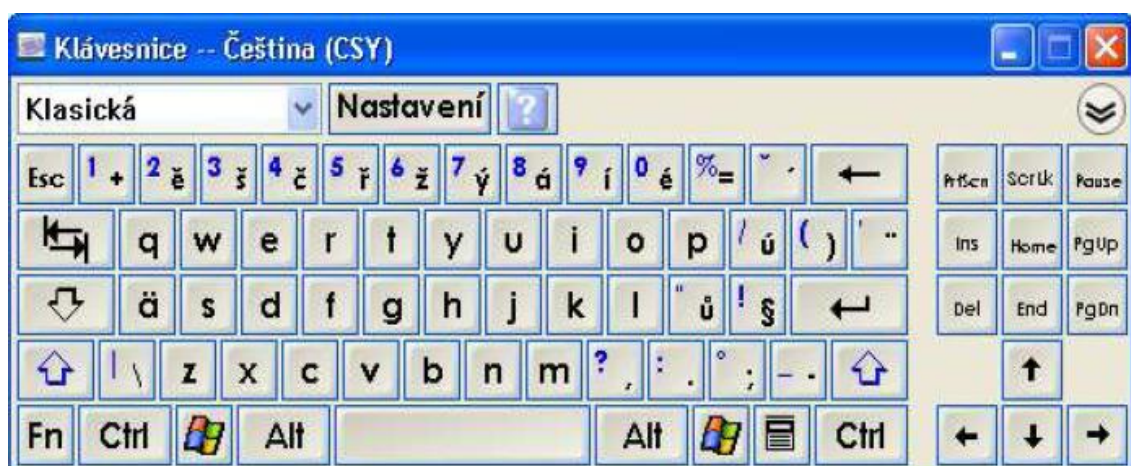 Klávesnice -- Čeština (CSY)
Klasická Nastavení ?
Esc 1 + 2 ě 3 š 4 č 5 ř 6 ž 7 ý 8 á 9 í 0 é % = ˇ ´ ← PrtScn ScrLk Pause
q w e r t y u i o p / ú ( ) ' ¨ Ins Home PgUp
ä s d f g h j k l " ů ! § Del End PgDn
| \ z x c v b n m ? , : . ° ; _ -
Fn Ctrl Alt Alt Ctrl